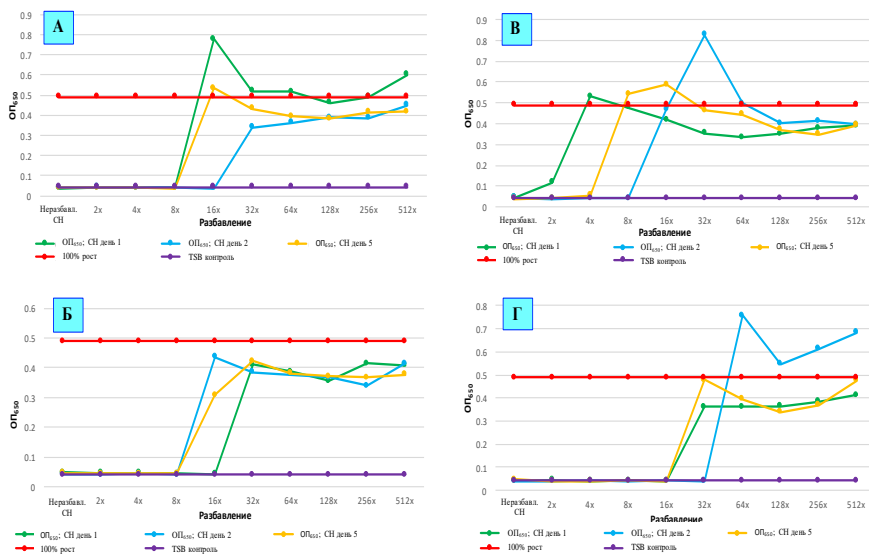 А
0.9
0.8
0.7
0.6
0.5
0.4
0.3
0.2
0.1
0
ОП650
Неразбавл. СН 2x 4x 8x 16x 32x 64x 128x 256x 512x
Разбавление
ОП650; СН день 1 ОП650; СН день 2 ОП650; СН день 5
100% рост TSB контроль
В
0.9
0.8
0.7
0.6
0.5
0.4
0.3
0.2
0.1
0
ОП650
Неразбавл. СН 2x 4x 8x 16x 32x 64x 128x 256x 512x
Разбавление
ОП650; СН день 1 ОП650; СН день 2 ОП650; СН день 5
100% рост TSB контроль
Б
0.6
0.5
0.4
0.3
0.2
0.1
0
ОП650
Неразбавл. СН 2x 4x 8x 16x 32x 64x 128x 256x 512x
Разбавление
ОП650; СН день 1 ОП650; СН день 2 ОП650; СН день 5
100% рост TSB контроль
Г
0.8
0.7
0.6
0.5
0.4
0.3
0.2
0.1
0
ОП650
Неразбавл. СН 2x 4x 8x 16x 32x 64x 128x 256x 512x
Разбавление
ОП650; СН день 1 ОП650; СН день 2 ОП650; СН день 5
100% рост TSB контроль